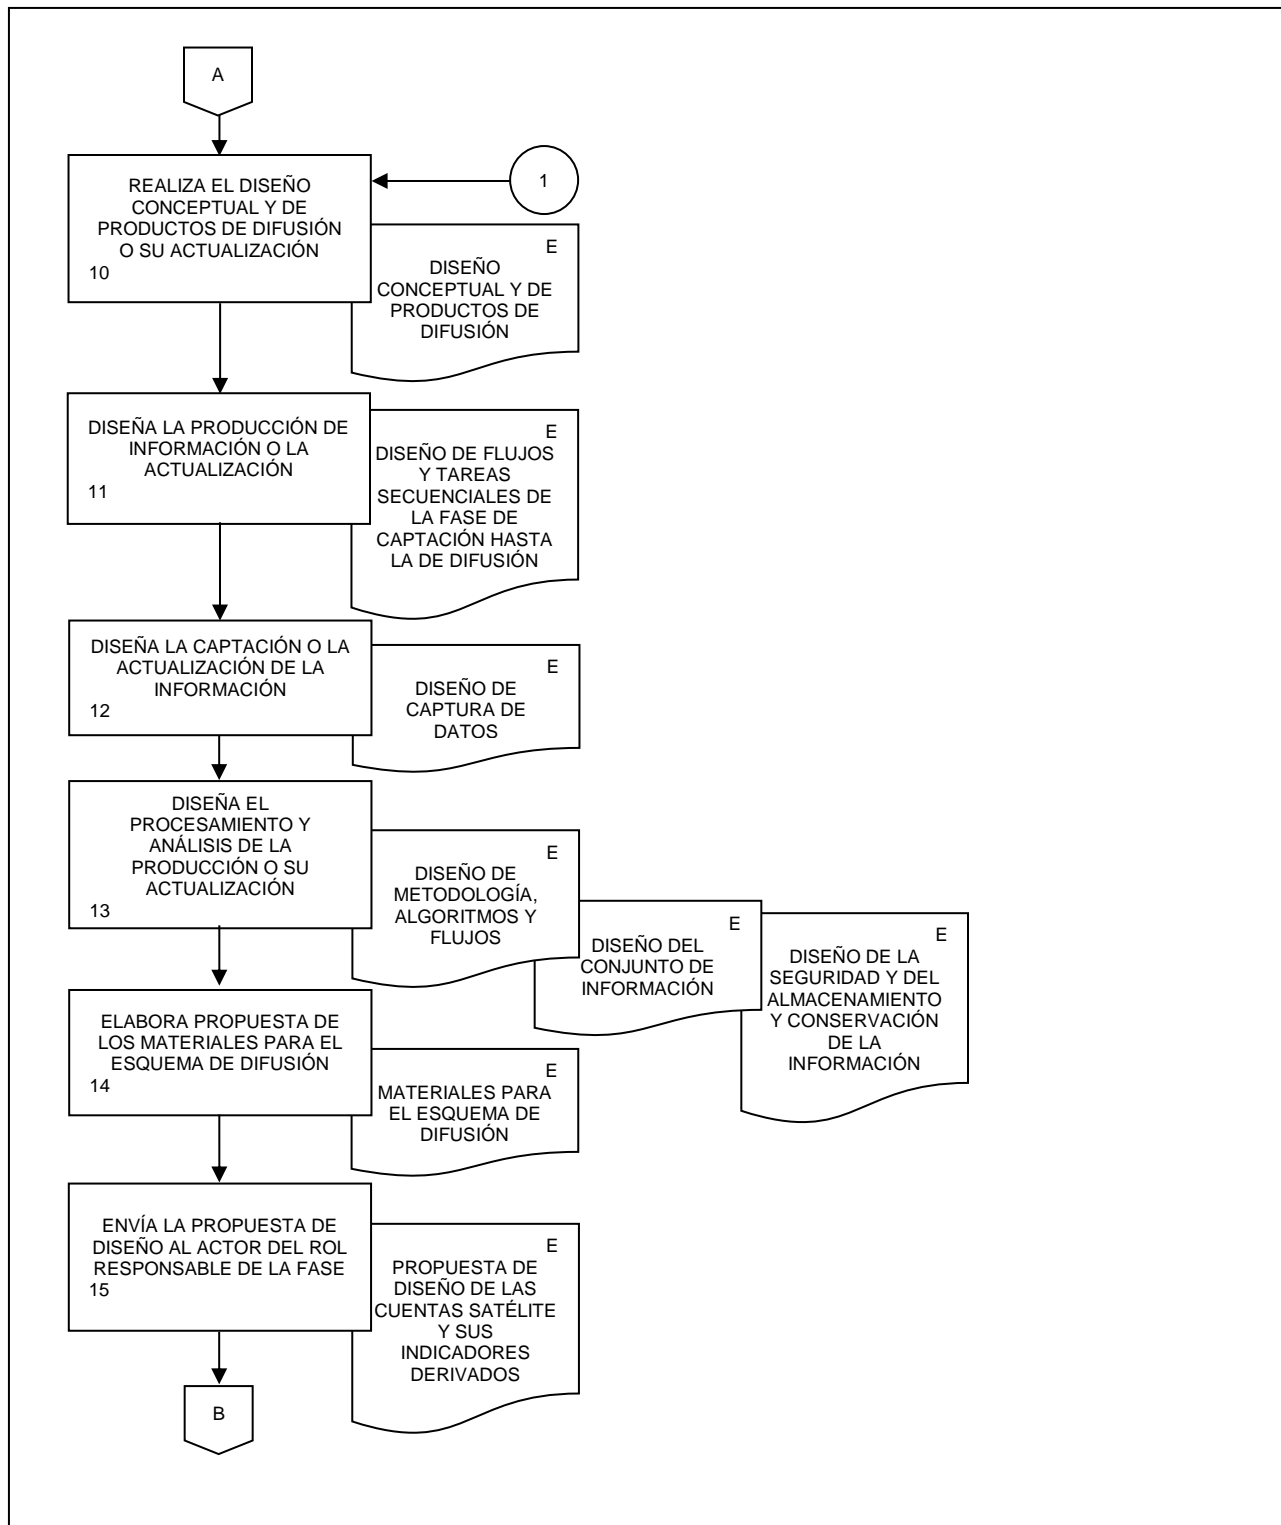 A
REALIZA EL DISEÑO
CONCEPTUAL Y DE
PRODUCTOS DE DIFUSIÓN
O SU ACTUALIZACIÓN
10
1
E
DISEÑO
CONCEPTUAL Y DE
PRODUCTOS DE
DIFUSIÓN
DISEÑA LA PRODUCCIÓN DE
INFORMACIÓN O LA
ACTUALIZACIÓN
11
E
DISEÑO DE FLUJOS
Y TAREAS
SECUENCIALES DE
LA FASE DE
CAPTACIÓN HASTA
LA DE DIFUSIÓN
DISEÑA LA CAPTACIÓN O LA
ACTUALIZACIÓN DE LA
INFORMACIÓN
12
E
DISEÑO DE
CAPTURA DE
DATOS
DISEÑA EL
PROCESAMIENTO Y
ANÁLISIS DE LA
PRODUCCIÓN O SU
ACTUALIZACIÓN
13
E
DISEÑO DE
METODOLOGÍA,
ALGORITMOS Y
FLUJOS
E
DISEÑO DEL
CONJUNTO DE
INFORMACIÓN
E
DISEÑO DE LA
SEGURIDAD Y DEL
ALMACENAMIENTO
Y CONSERVACIÓN
DE LA
INFORMACIÓN
ELABORA PROPUESTA DE
LOS MATERIALES PARA EL
ESQUEMA DE DIFUSIÓN
14
E
MATERIALES PARA
EL ESQUEMA DE
DIFUSIÓN
ENVÍA LA PROPUESTA DE
DISEÑO AL ACTOR DEL ROL
RESPONSABLE DE LA FASE
15
E
PROPUESTA DE
DISEÑO DE LAS
CUENTAS SATÉLITE
Y SUS
INDICADORES
DERIVADOS
B